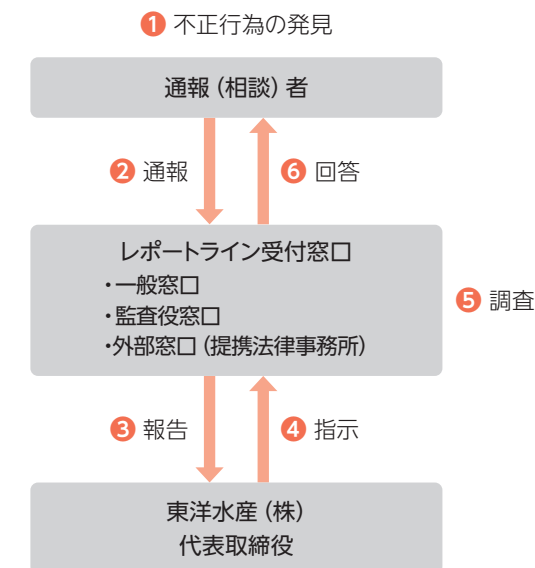 ❶ 不正行為の発見
通報（相談）者
❷ 通報
❻ 回答
レポートライン受付窓口
・一般窓口
・監査役窓口
・外部窓口（提携法律事務所）
❺ 調査
❸ 報告
❹ 指示
東洋水産（株）
代表取締役